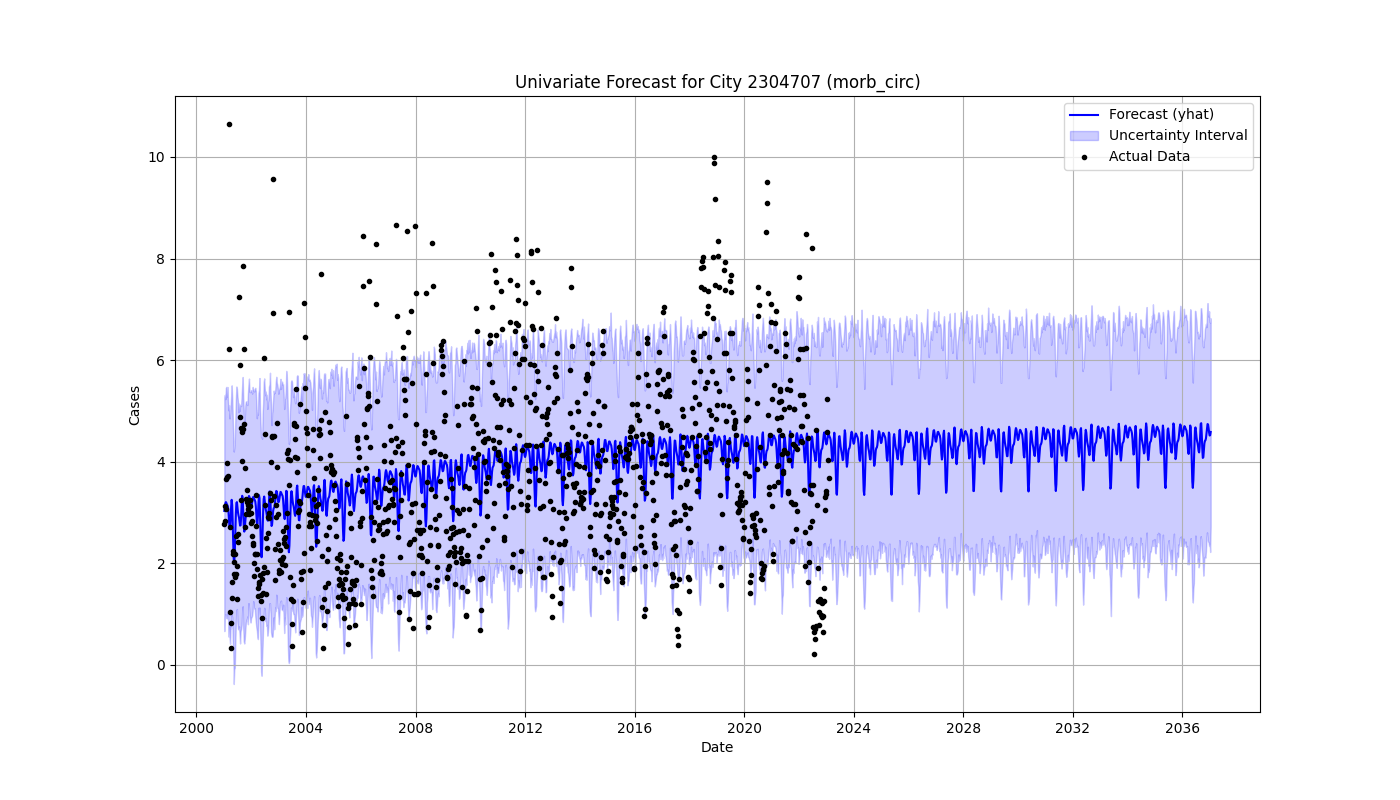 Univariate Forecast for City 2304707 (morb_circ)
Forecast (yhat)
Uncertainty Interval
Actual Data
Cases
10
8
6
4
2
0
2000 2004 2008 2012 2016 2020 2024 2028 2032 2036
Date